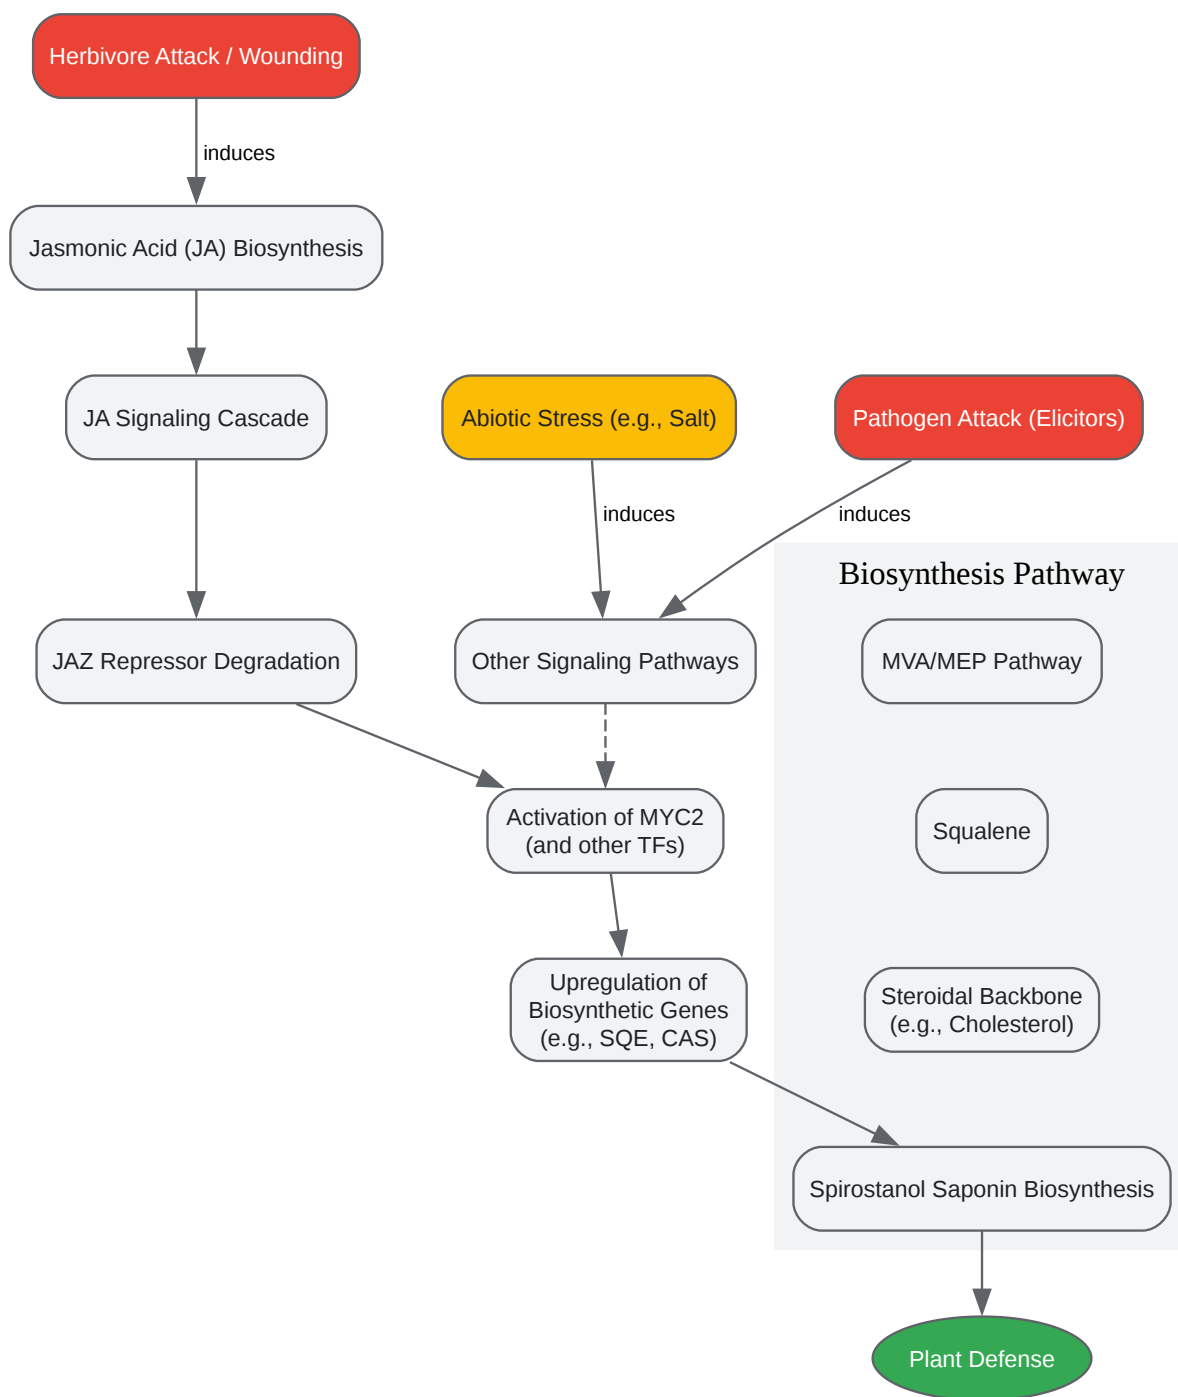 Herbivore Attack / Wounding
induces
Jasmonic Acid (JA) Biosynthesis
JA Signaling Cascade
Abiotic Stress (e.g., Salt)
Pathogen Attack (Elicitors)
induces
induces
Biosynthesis Pathway
JAZ Repressor Degradation
Other Signaling Pathways
MVA/MEP Pathway
Activation of MYC2
(and other TFs)
Squalene
Upregulation of
Biosynthetic Genes
(e.g., SQE, CAS)
Steroidal Backbone
(e.g., Cholesterol)
Spirostanol Saponin Biosynthesis
Plant Defense